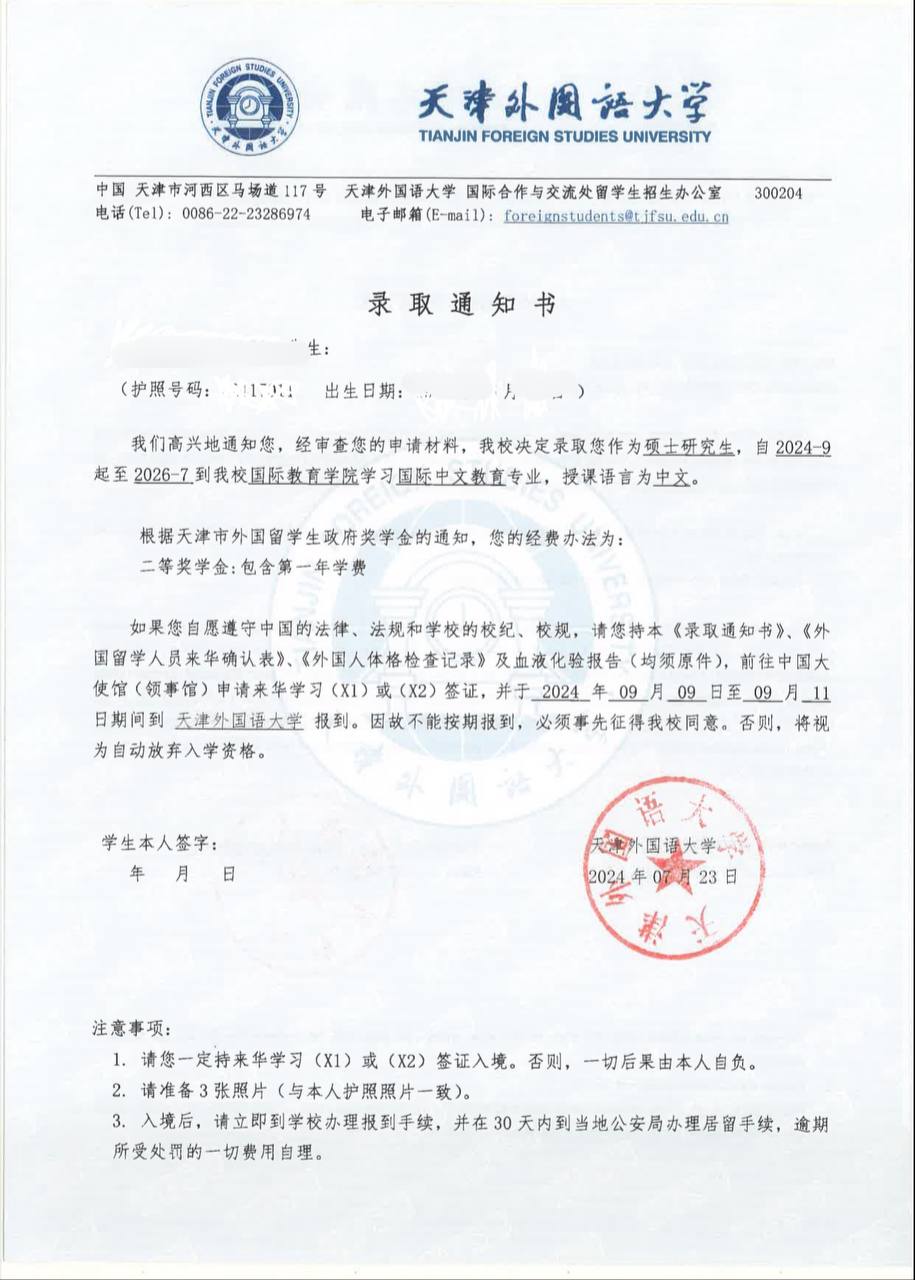 TIANJIN FOREIGN STUDIES UNIVERSITY
天津外国语大学
天津外国语大学
TIANJIN FOREIGN STUDIES UNIVERSITY
中国 天津市河西区马场道 117 号 天津外国语大学 国际合作与交流处留学生招生办公室 300204
电话(Tel): 0086-22-23286974 电子邮箱(E-mail): foreignstudents@tjfsu.edu.cn
录取通知书
生:
（护照号码: 出生日期: 月 ）
我们高兴地通知您，经审查您的申请材料，我校决定录取您作为硕士研究生，自 2024-9
起至 2026-7 到我校国际教育学院学习国际中文教育专业，授课语言为中文。
根据天津市外国留学生政府奖学金的通知，您的经费办法为:
二等奖学金:包含第一年学费
如果您自愿遵守中国的法律、法规和学校的校纪、校规，请您持本《录取通知书》、《外
国留学人员来华确认表》、《外国人体格检查记录》及血液化验报告（均须原件），前往中国大
使馆（领事馆）申请来华学习（X1）或（X2）签证，并于 2024 年 09 月 09 日至 09 月 11
日期间到 天津外国语大学 报到。因故不能按期报到，必须事先征得我校同意。否则，将视
为自动放弃入学资格。
学生本人签字:
年 月 日
天津外国语大学
2024 年 07 月 23 日
天津外国语大学
注意事项:
1. 请您一定持来华学习（X1）或（X2）签证入境。否则，一切后果由本人自负。
2. 请准备 3 张照片（与本人护照照片一致）。
3. 入境后，请立即到学校办理报到手续，并在 30 天内到当地公安局办理居留手续，逾期
所受处罚的一切费用自理。